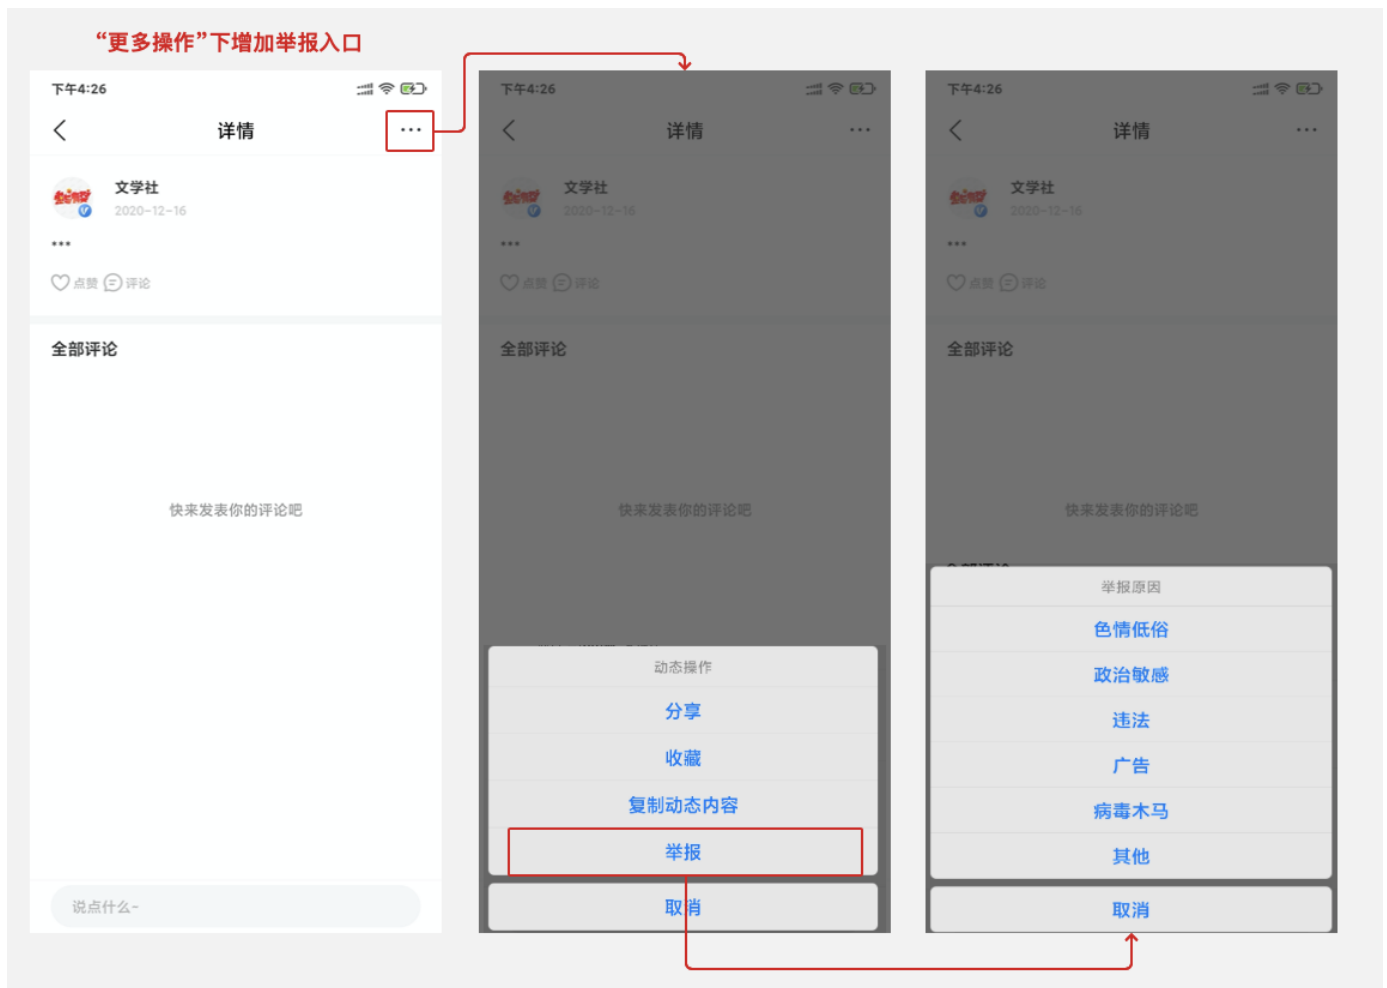 “更多操作”下增加举报入口
下午4:26
详情
···
文学社
2020-12-16
***
点赞 评论
全部评论
快来发表你的评论吧
说点什么~
下午4:26
详情
···
文学社
2020-12-16
***
点赞 评论
全部评论
快来发表你的评论吧
动态操作
分享
收藏
复制动态内容
举报
取消
下午4:26
详情
···
文学社
2020-12-16
***
点赞 评论
全部评论
快来发表你的评论吧
举报原因
色情低俗
政治敏感
违法
广告
病毒木马
其他
取消